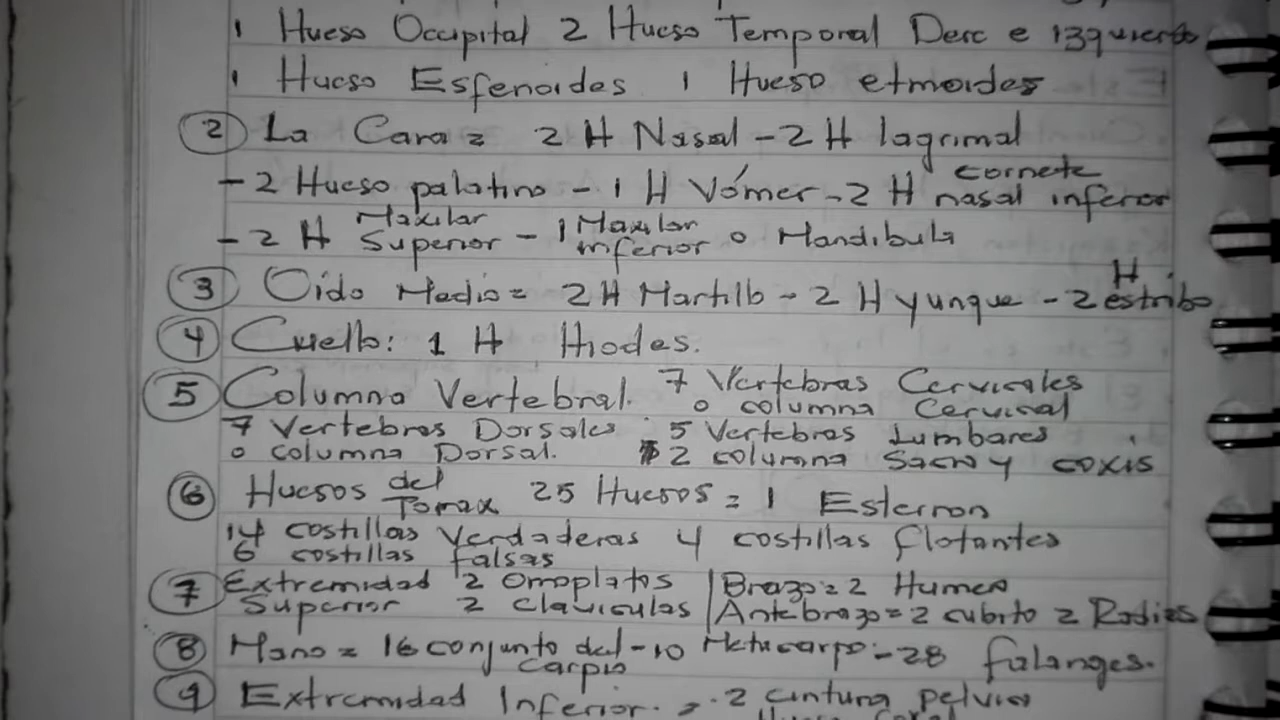 1 Hueso Occipital 2 Hueso Temporal Derc e izquierdo
1 Hueso Esfenoides 1 Hueso etmoides
② La Cara = 2 H Nasal - 2 H lagrimal
- 2 Hueso palatino - 1 H Vómer - 2 H cornete nasal inferior
- 2 H Maxilar Superior - 1 Maxilar inferior o Mandibula
③ Oido Medio = 2 H Martillo - 2 H yunque - 2 H estribo
④ Cuello: 1 H Hiodes.
⑤ Columna Vertebral. 7 Vertebras Cervicales
o columna Cervical
7 Vertebras Dorsales 5 Vertebras Lumbares
o columna Dorsal. 2 columna Sacro y coxis
⑥ Huesos del Torax 25 Huesos = 1 Esternon
14 costillas Verdaderas 4 costillas flotantes
6 costillas falsas
⑦ Extremidad 2 Omoplatos | Brazo = 2 Humero
Superior 2 Claviculas | Antebrazo = 2 cubito 2 Radios
⑧ Mano = 16 conjunto del carpio - 10 Metacarpo - 28 falanges.
⑨ Extremidad Inferior. = 2 cintura pelvica